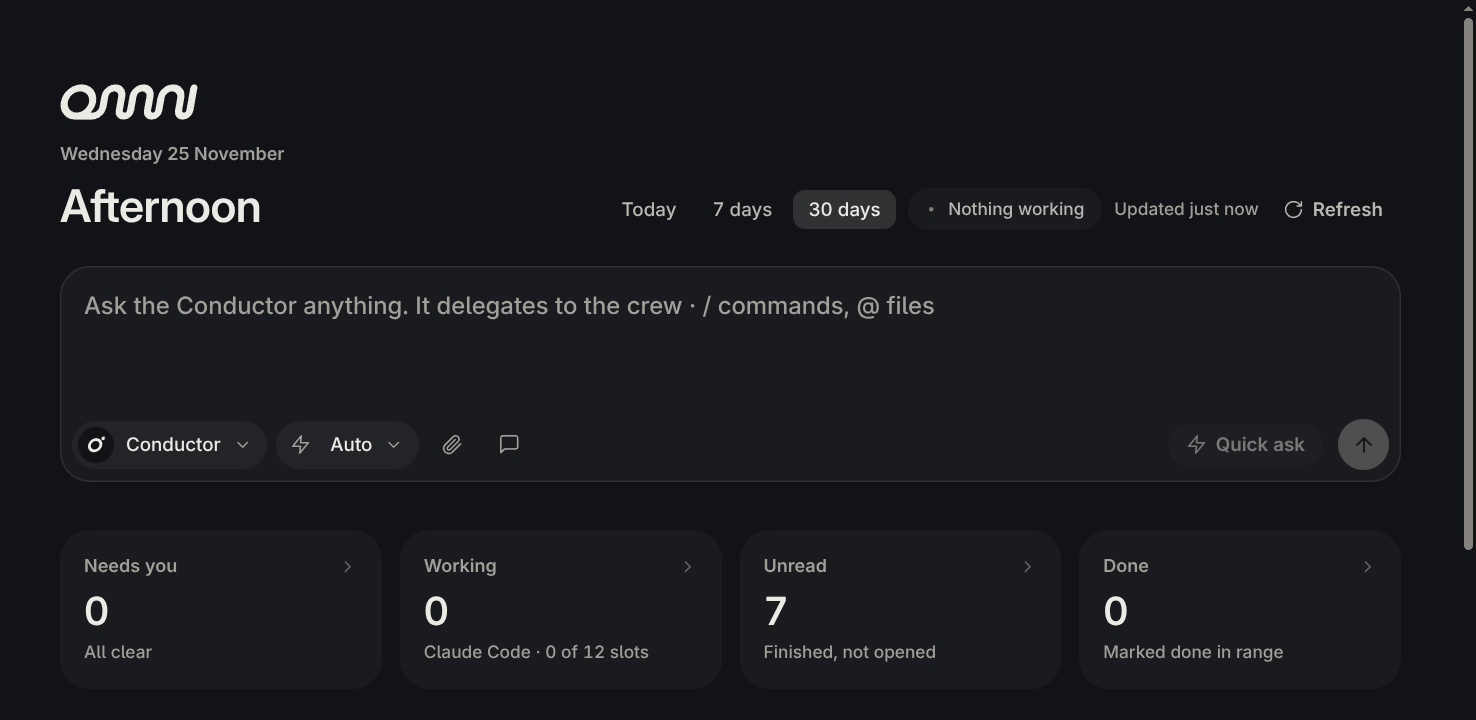 omni
Wednesday 25 November
Afternoon
Today 7 days 30 days • Nothing working Updated just now Refresh
Ask the Conductor anything. It delegates to the crew · / commands, @ files
Conductor Auto Quick ask
Needs you Working Unread Done
0 0 7 0
All clear Claude Code · 0 of 12 slots Finished, not opened Marked done in range